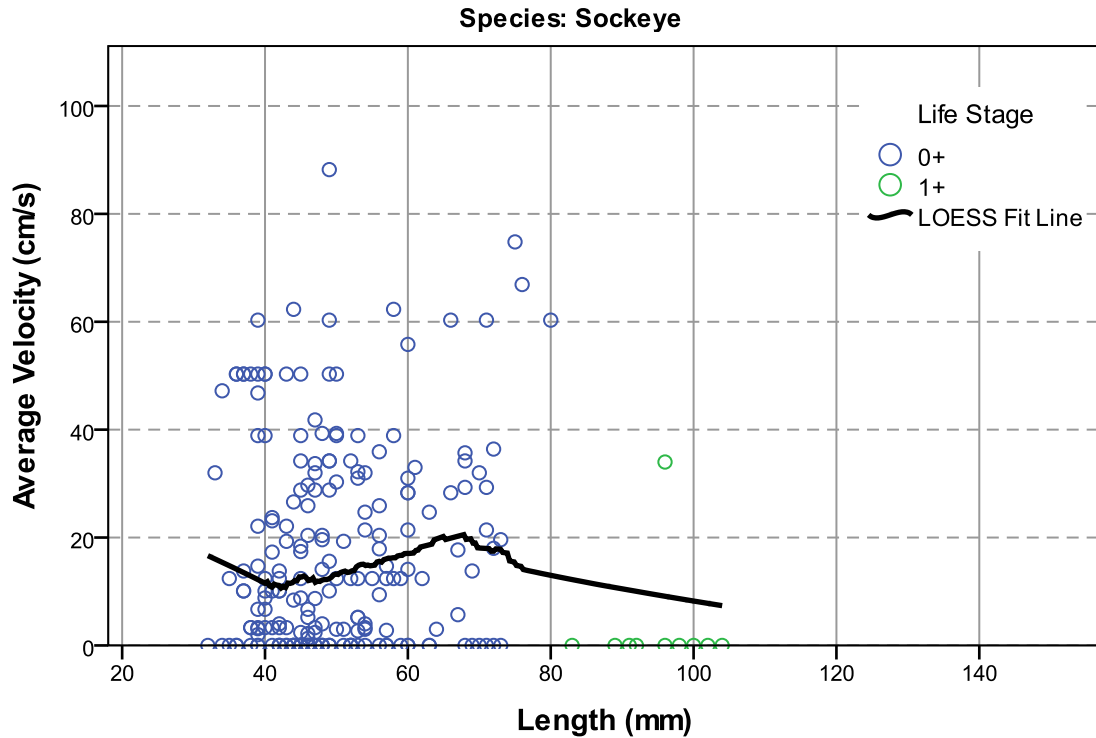 Species: Sockeye
Average Velocity (cm/s)
100
80
60
40
20
0
Life Stage
0+
1+
LOESS Fit Line
20 40 60 80 100 120 140
Length (mm)